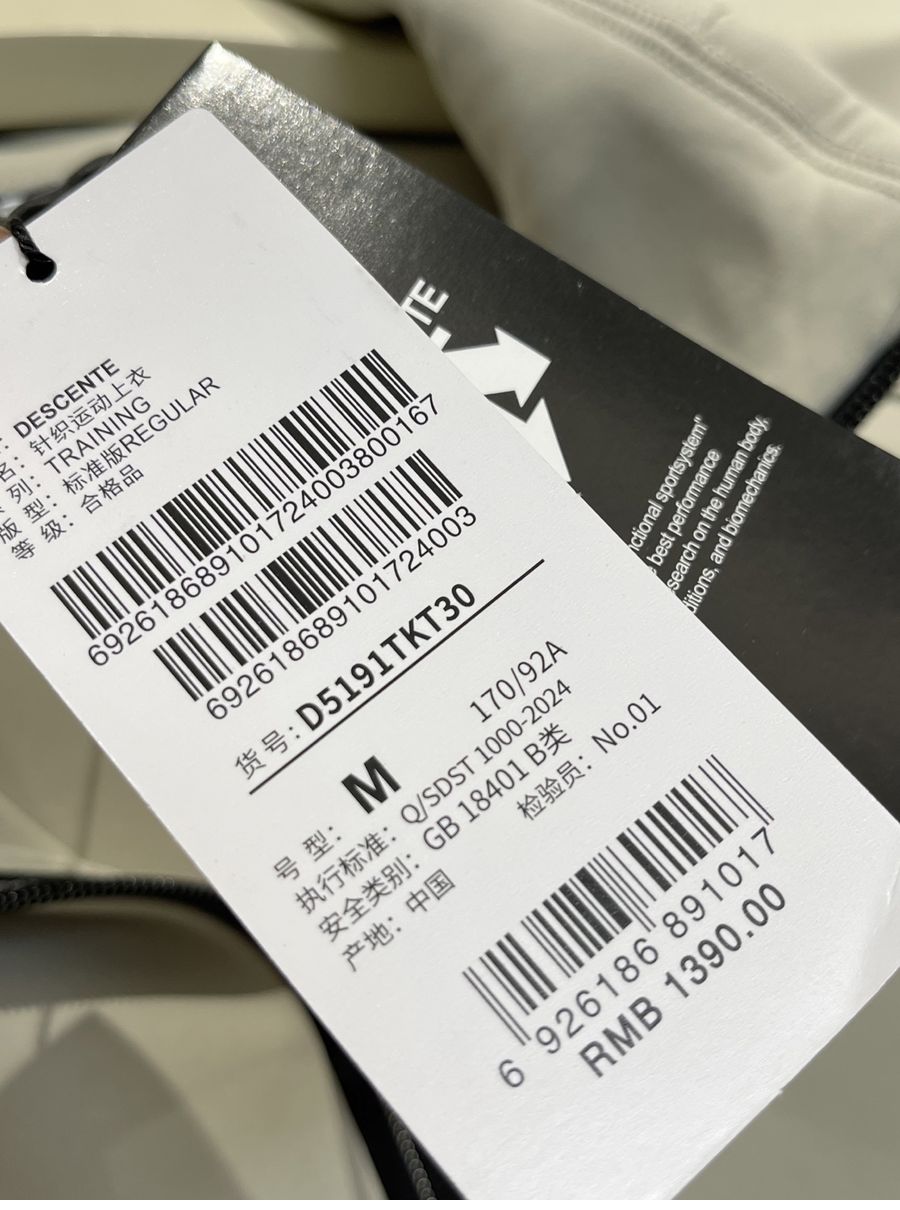 : DESCENTE
名: 针织运动上衣
列: TRAINING
版 型: 标准版REGULAR
等 级: 合格品
69261868910172400380016​7
692618689101724003
货 号: D5191TKT30
号 型: M 170/92A
执行标准: Q/SDST 1000-2024
安全类别: GB 18401 B类
产地: 中国 检验员: No.01
6 926186 891017
RMB 1390.00
TE
ctional sportsystem"
best performance
search on the human body,
ditions, and biomechanics.